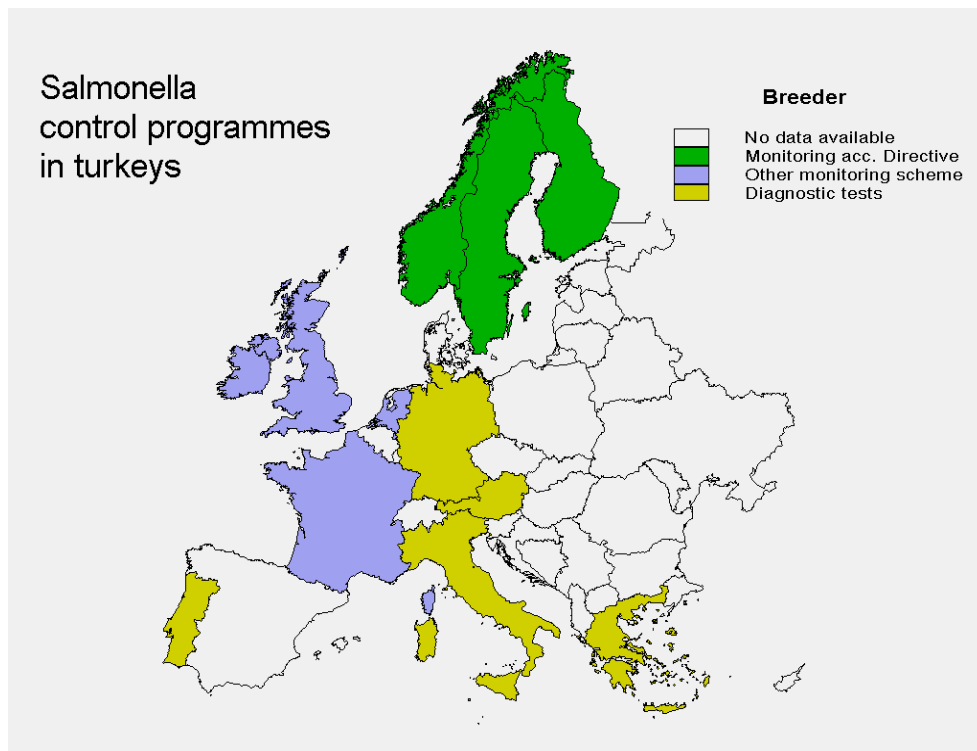 Salmonella
control programmes
in turkeys
Breeder
No data available
Monitoring acc. Directive
Other monitoring scheme
Diagnostic tests